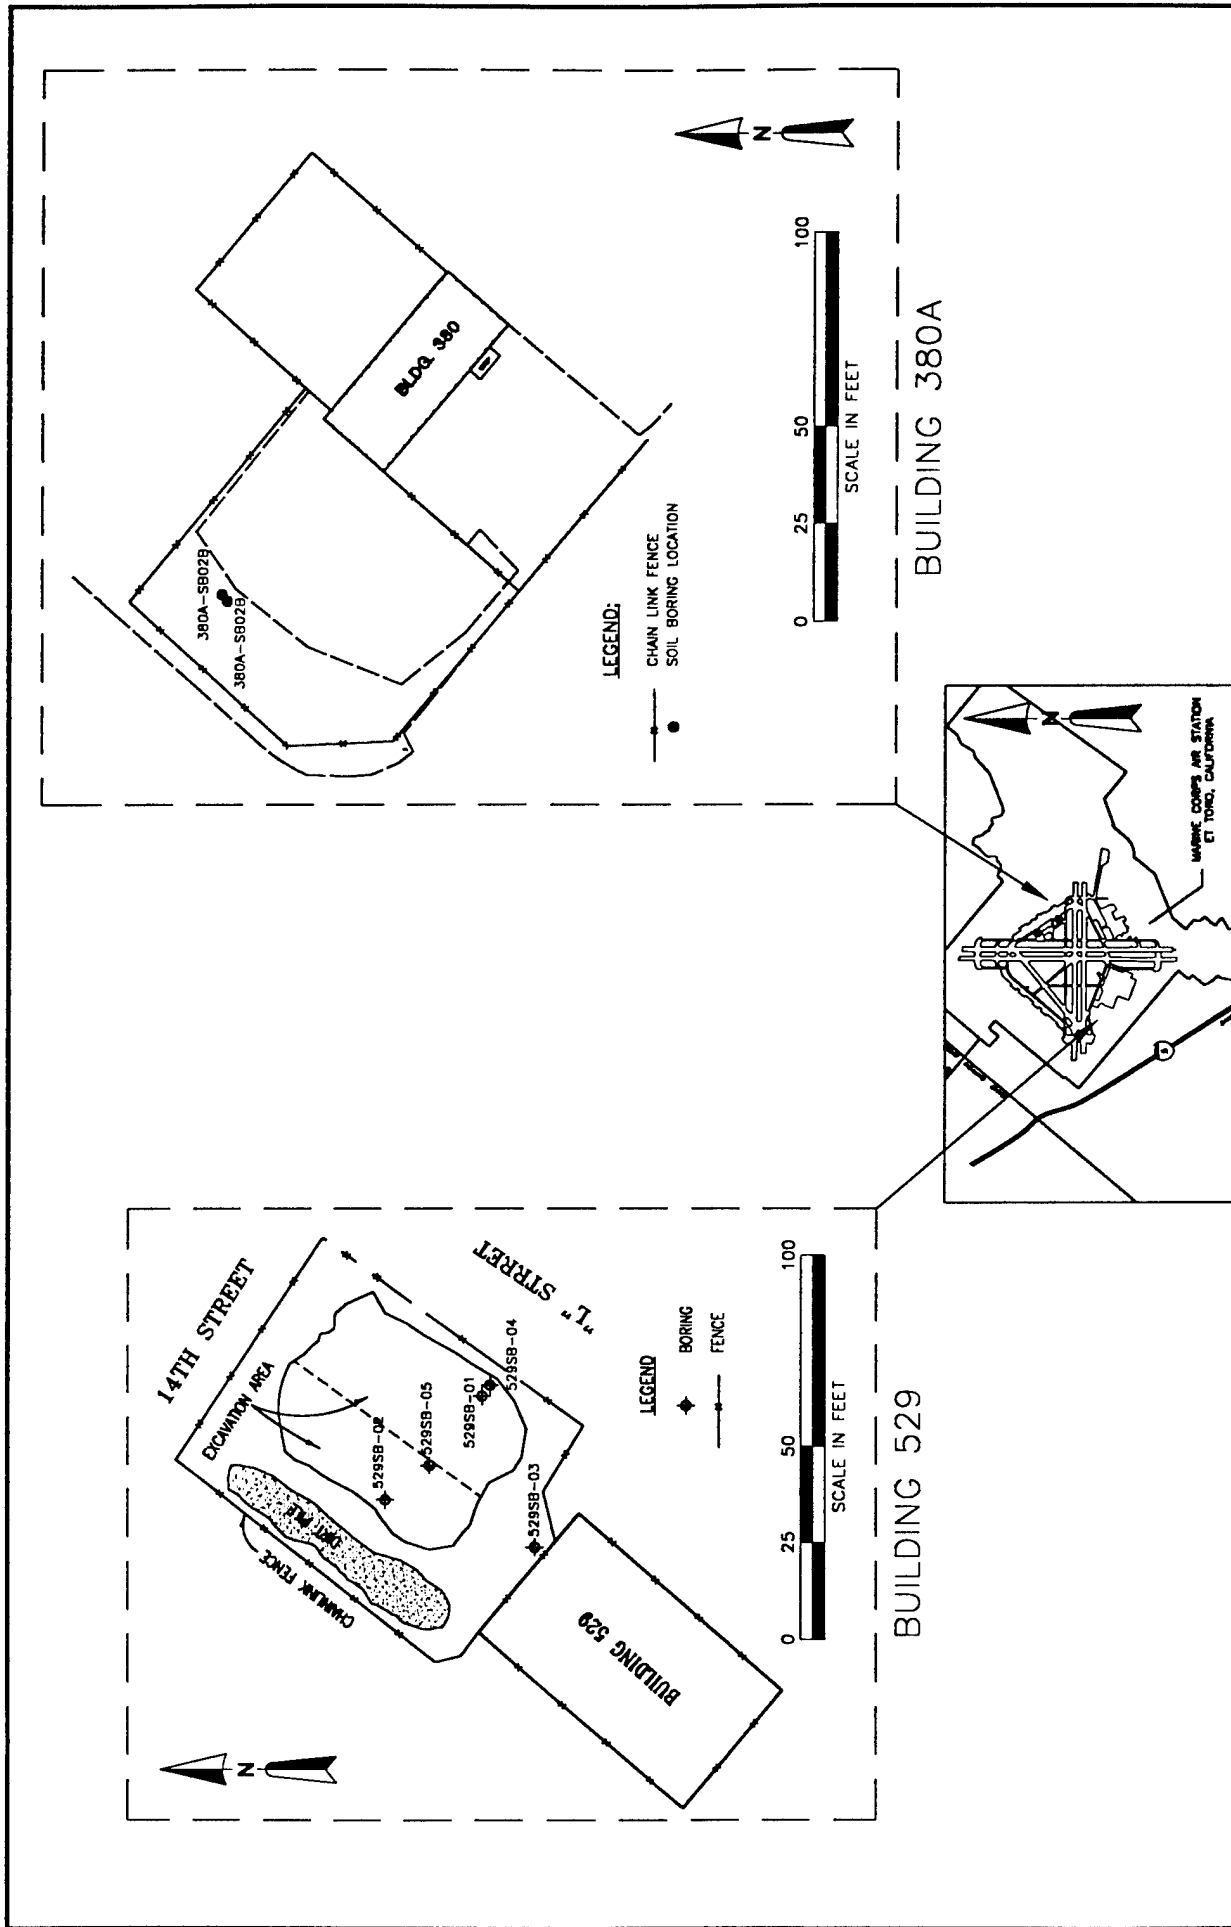 14TH STREET
EXCAVATION AREA
529SB-02
529SB-05
529SB-01
529SB-04
529SB-03
"L" STRRET
DIRT PILE
CHAINLINK FENCE
BUILDING 529
N
LEGEND
BORING
FENCE
0 25 50 100
SCALE IN FEET
BUILDING 529
380A-SB02B
380A-SB02B
BLDG. 380
N
LEGEND:
CHAIN LINK FENCE
SOIL BORING LOCATION
0 25 50 100
SCALE IN FEET
BUILDING 380A
N
5
MARINE CORPS AIR STATION
ET TORO, CALIFORNIA